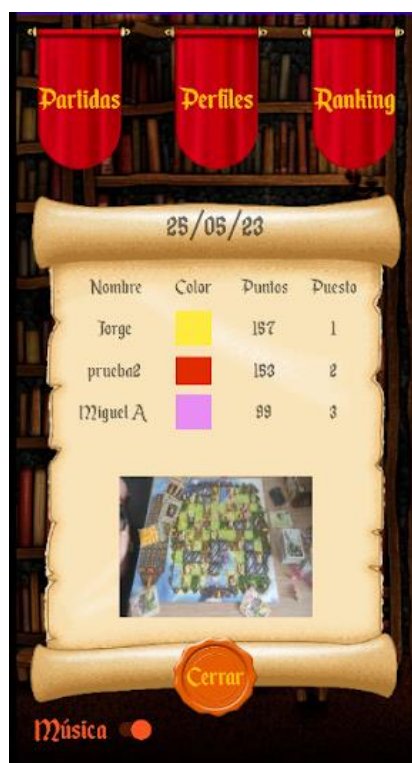 Partidas Perfiles Ranking
25/05/23
Nombre Color Puntos Puesto
Jorge 157 1
prueba2 153 2
Miguel A 99 3
Cerrar
Música